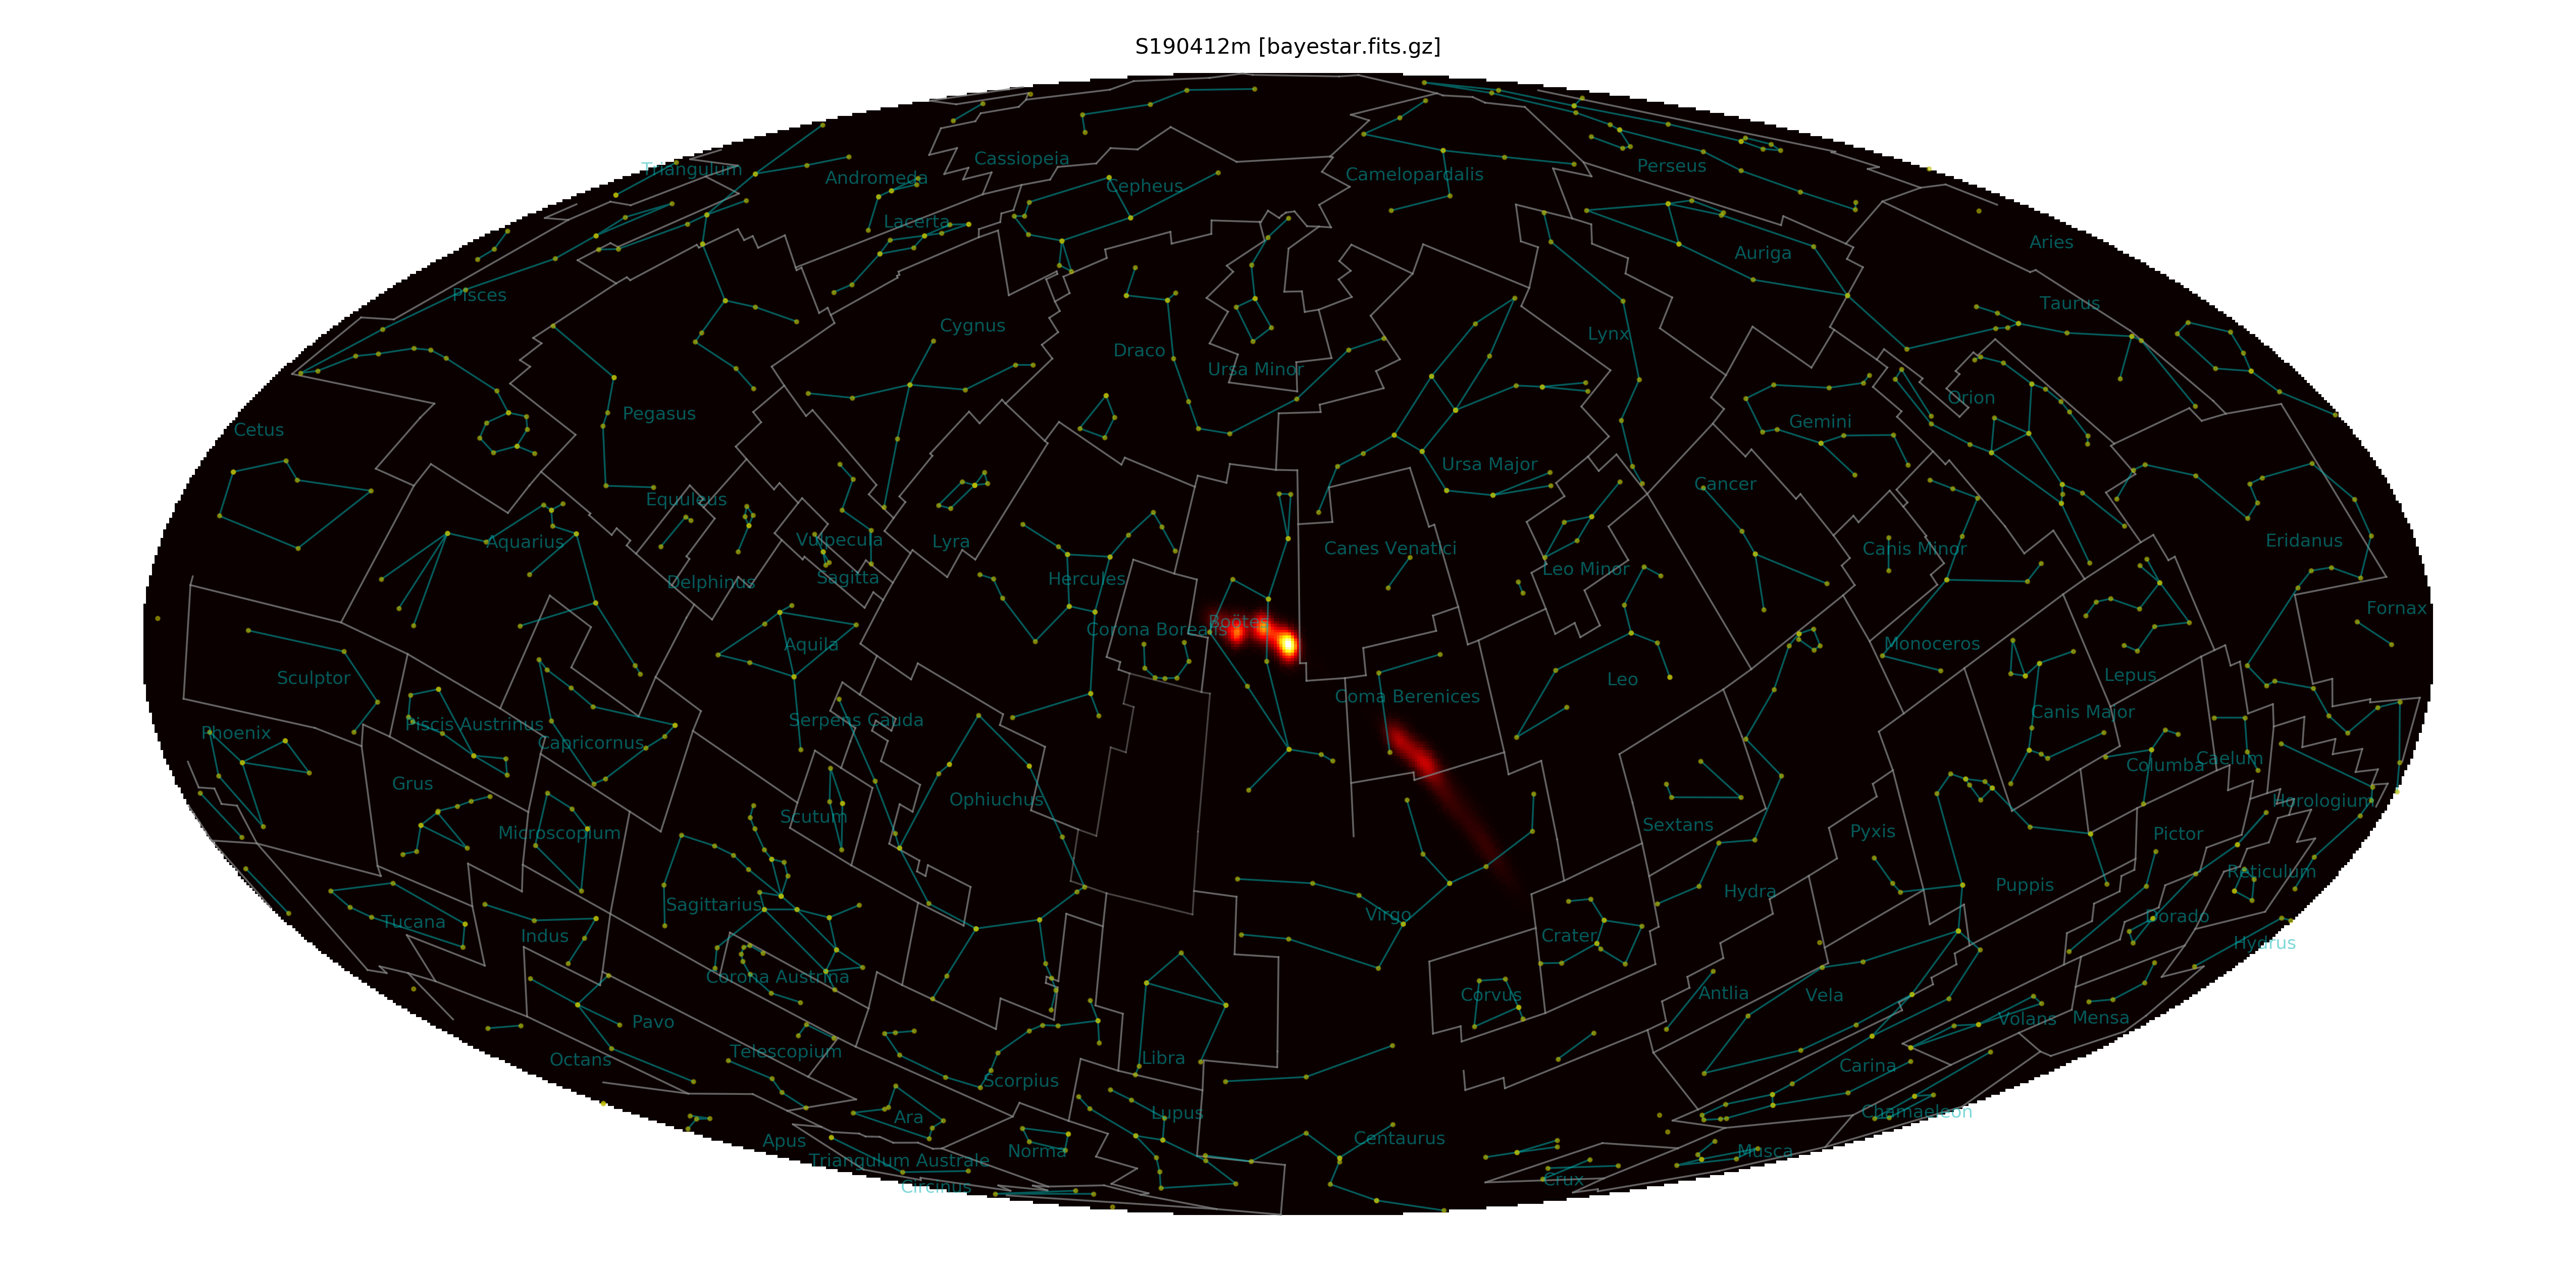 S190412m [bayestar.fits.gz]
Cassiopeia
Perseus
Triangulum
Camelopardalis
Andromeda
Cepheus
Lacerta
Aries
Auriga
Pisces
Taurus
Cygnus
Lynx
Draco
Ursa Minor
Orion
Pegasus
Gemini
Cetus
Ursa Major
Cancer
Equuleus
Vulpecula
Eridanus
Aquarius
Lyra
Canes Venatici
Canis Minor
Leo Minor
Sagitta
Hercules
Delphinus
Fornax
Boötes
Corona Borealis
Aquila
Monoceros
Lepus
Sculptor
Leo
Coma Berenices
Canis Major
Serpens Cauda
Piscis Austrinus
Phoenix
Capricornus
Caelum
Columba
Grus
Ophiuchus
Horologium
Scutum
Sextans
Microscopium
Pyxis
Pictor
Reticulum
Puppis
Hydra
Sagittarius
Virgo
Dorado
Tucana
Indus
Crater
Hydrus
Corona Austrina
Antlia
Corvus
Vela
Mensa
Volans
Pavo
Telescopium
Libra
Octans
Carina
Scorpius
Chamaeleon
Lupus
Ara
Centaurus
Apus
Norma
Musca
Triangulum Australe
Crux
Circinus